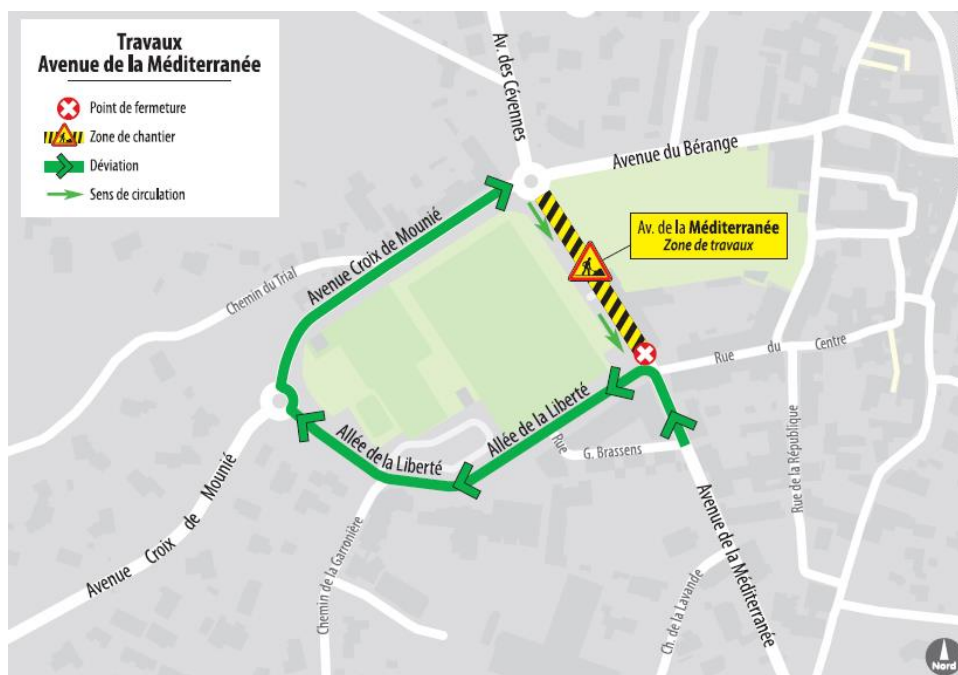 Travaux
Avenue de la Méditerranée
Point de fermeture
Zone de chantier
Déviation
Sens de circulation
Av. des Cévennes
Avenue du Bérange
Av. de la Méditerranée
Zone de travaux
Avenue Croix de Mounié
Chemin du Trial
Rue du Centre
Allée de la Liberté
Allée de la Liberté
Rue G. Brassens
Rue de la République
Avenue Croix de Mounié
Chemin de la Garronière
Ch. de la Lavande
Avenue de la Méditerranée
Nord